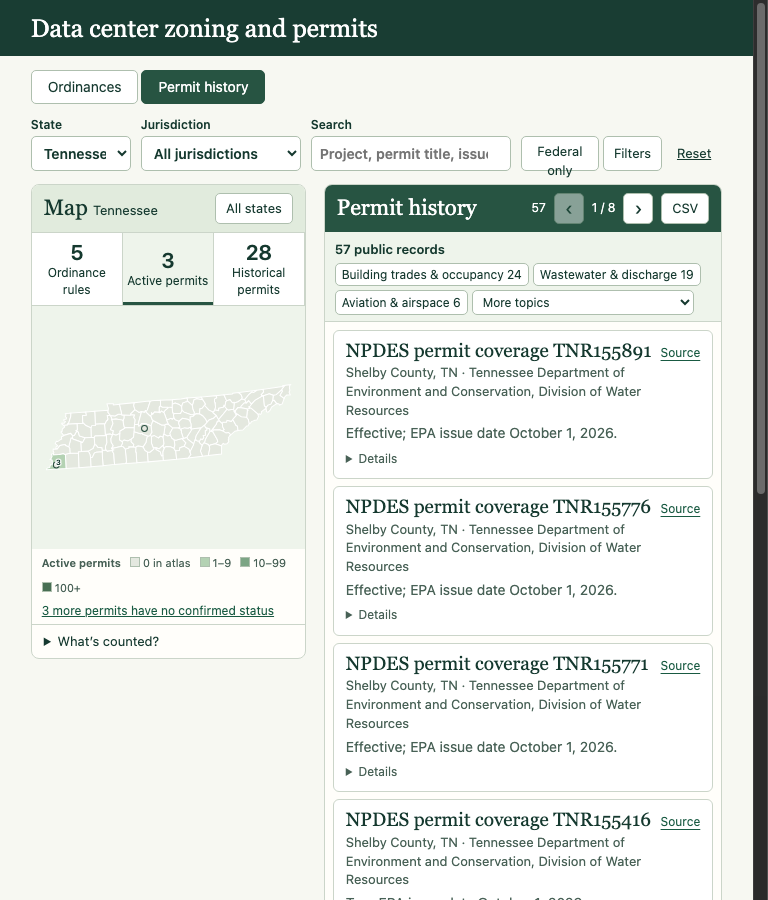 Data center zoning and permits
Ordinances
Permit history
State
Jurisdiction
Search
Tennesse
All jurisdictions
Project, permit title, issu
Federal only
Filters
Reset
Map Tennessee
All states
5 Ordinance rules
3 Active permits
28 Historical permits
3
Active permits 0 in atlas 1–9 10–99
100+
3 more permits have no confirmed status
What's counted?
Permit history
57 ‹ 1 / 8 › CSV
57 public records
Building trades & occupancy 24
Wastewater & discharge 19
Aviation & airspace 6
More topics
NPDES permit coverage TNR155891 Source
Shelby County, TN · Tennessee Department of
Environment and Conservation, Division of Water
Resources
Effective; EPA issue date October 1, 2026.
Details
NPDES permit coverage TNR155776 Source
Shelby County, TN · Tennessee Department of
Environment and Conservation, Division of Water
Resources
Effective; EPA issue date October 1, 2026.
Details
NPDES permit coverage TNR155771 Source
Shelby County, TN · Tennessee Department of
Environment and Conservation, Division of Water
Resources
Effective; EPA issue date October 1, 2026.
Details
NPDES permit coverage TNR155416 Source
Shelby County, TN · Tennessee Department of
Environment and Conservation, Division of Water
Resources